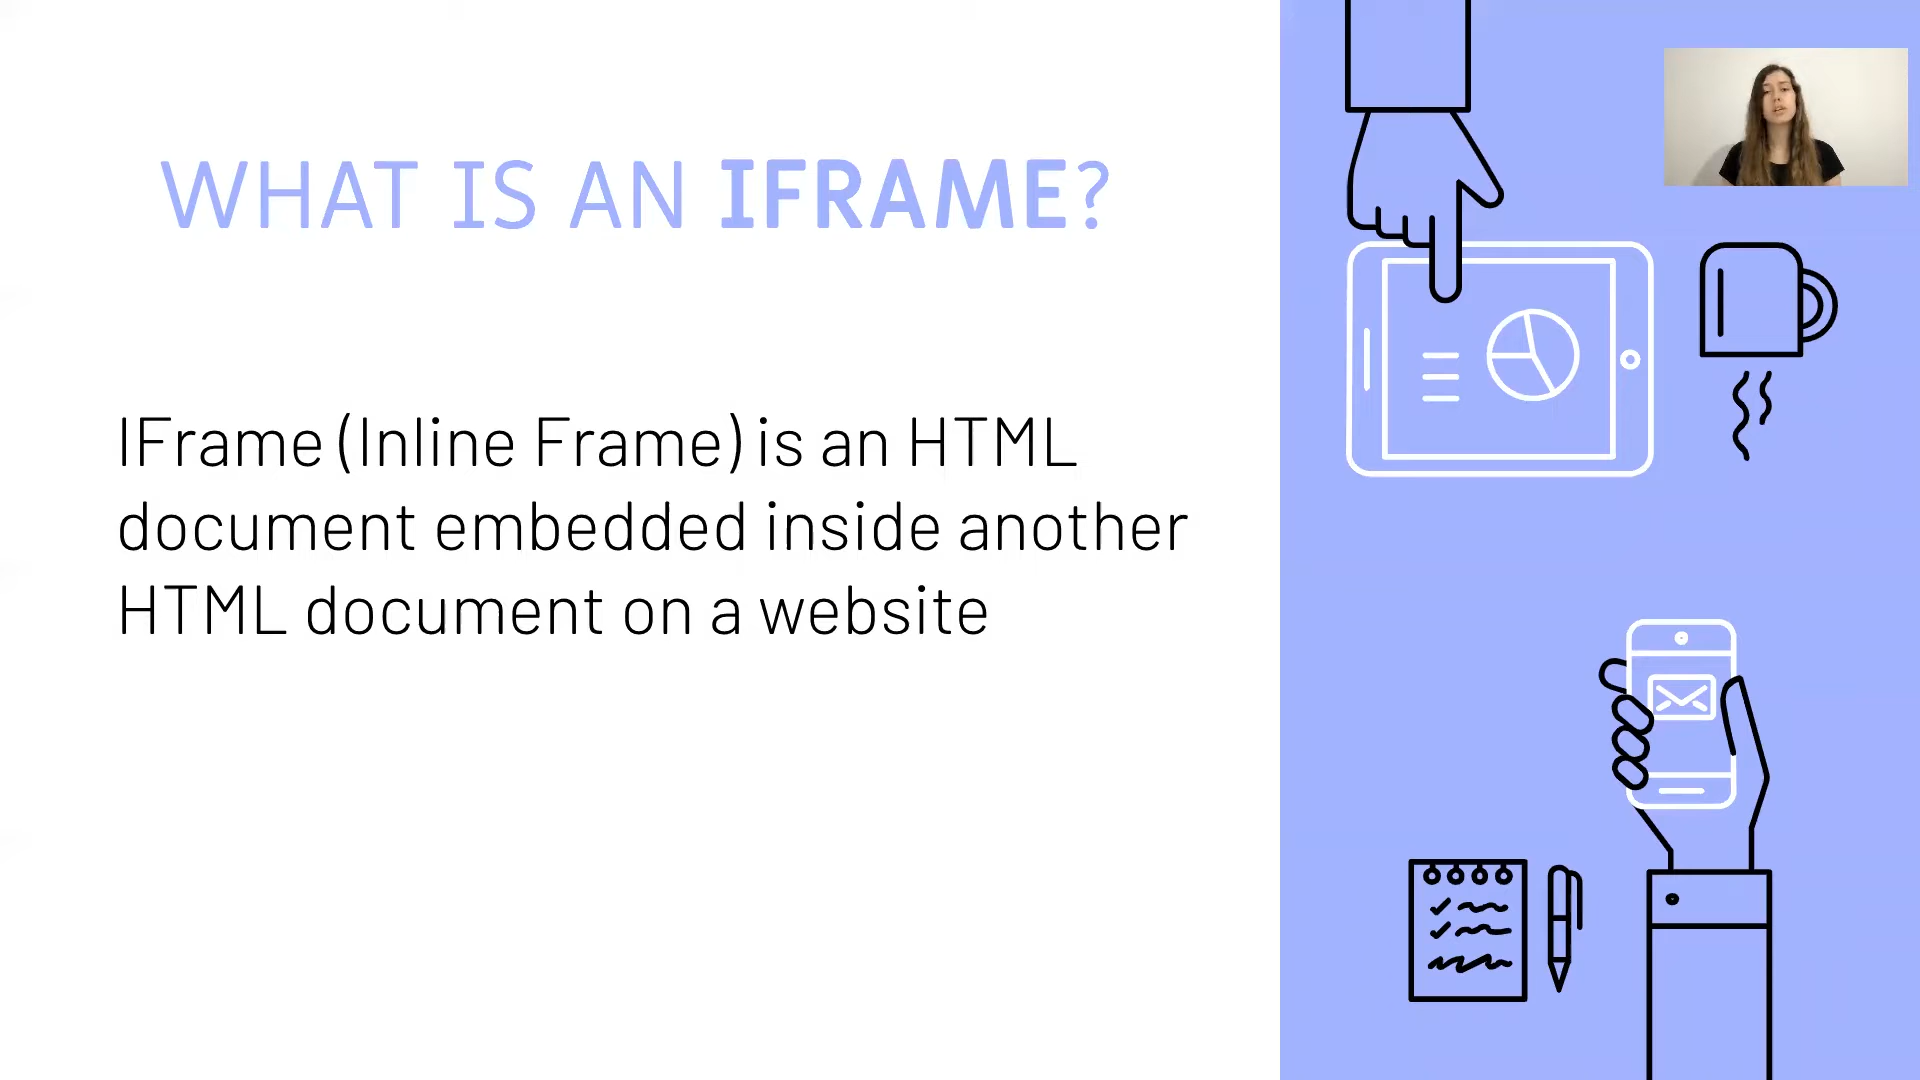 WHAT IS AN IFRAME?
IFrame (Inline Frame) is an HTML
document embedded inside another
HTML document on a website